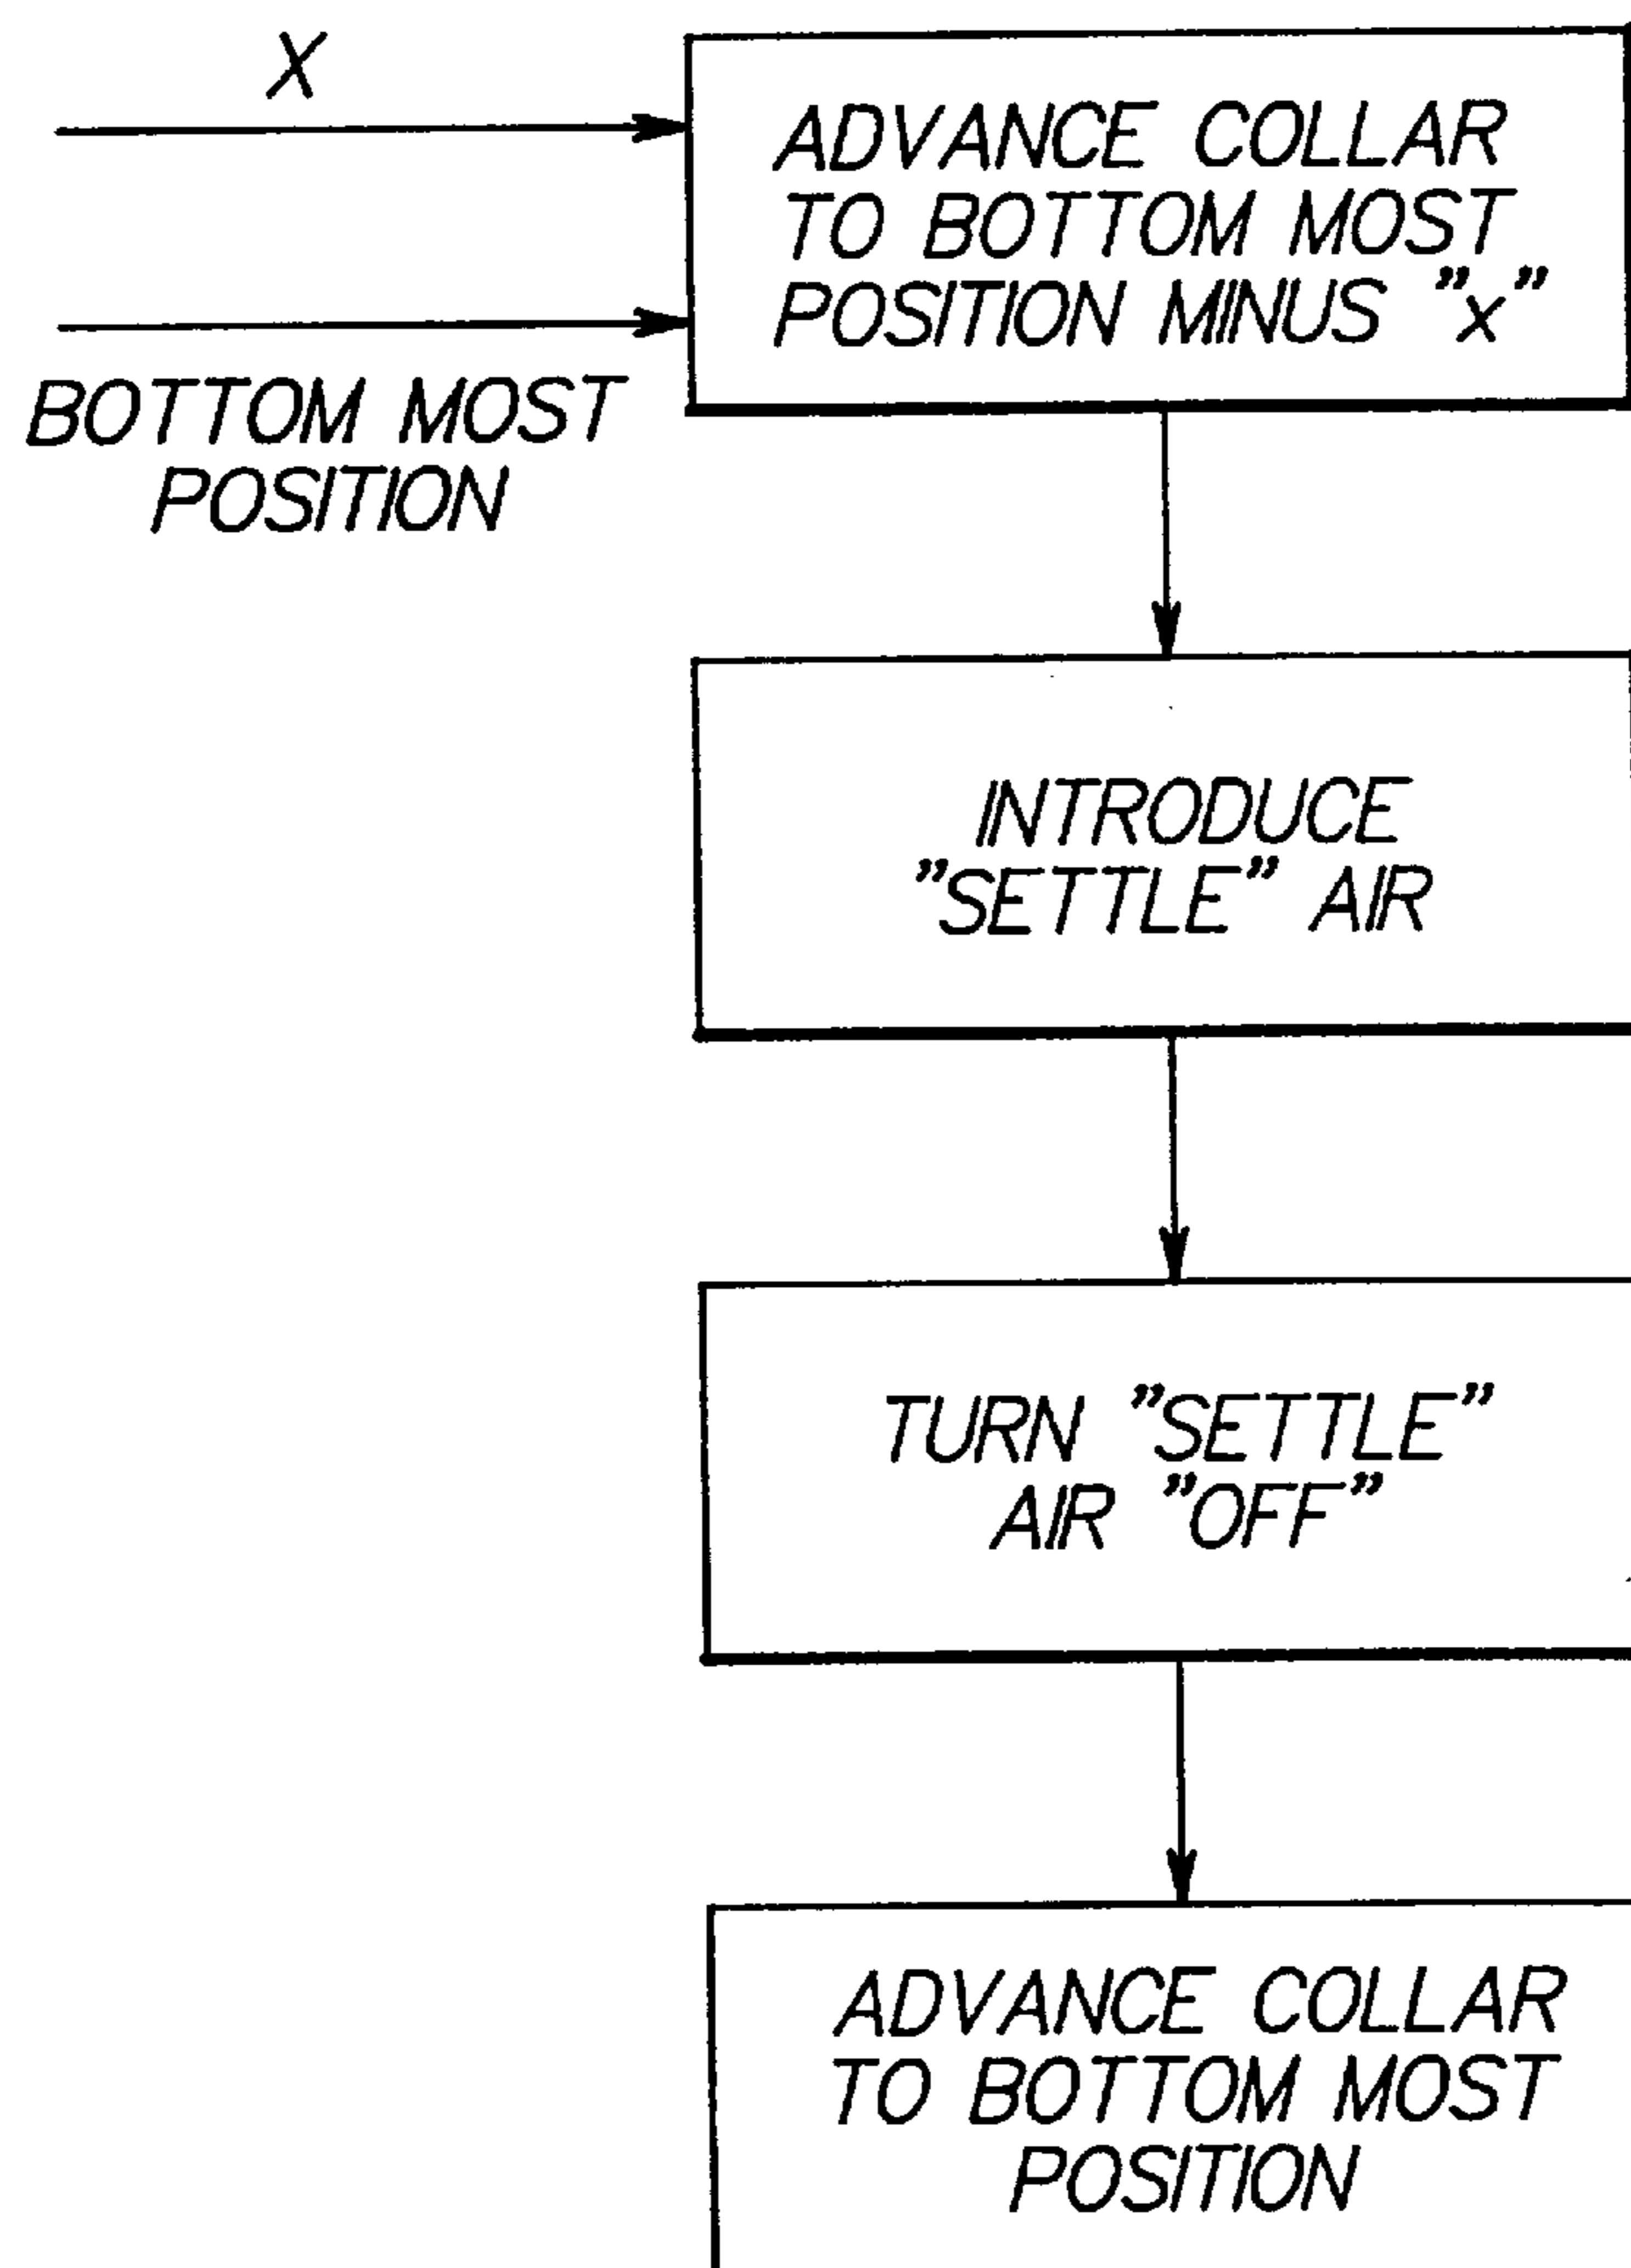 X
ADVANCE COLLAR
TO BOTTOM MOST
POSITION MINUS "x"
BOTTOM MOST
POSITION
INTRODUCE
"SETTLE" AIR
TURN "SETTLE"
AIR "OFF"
ADVANCE COLLAR
TO BOTTOM MOST
POSITION